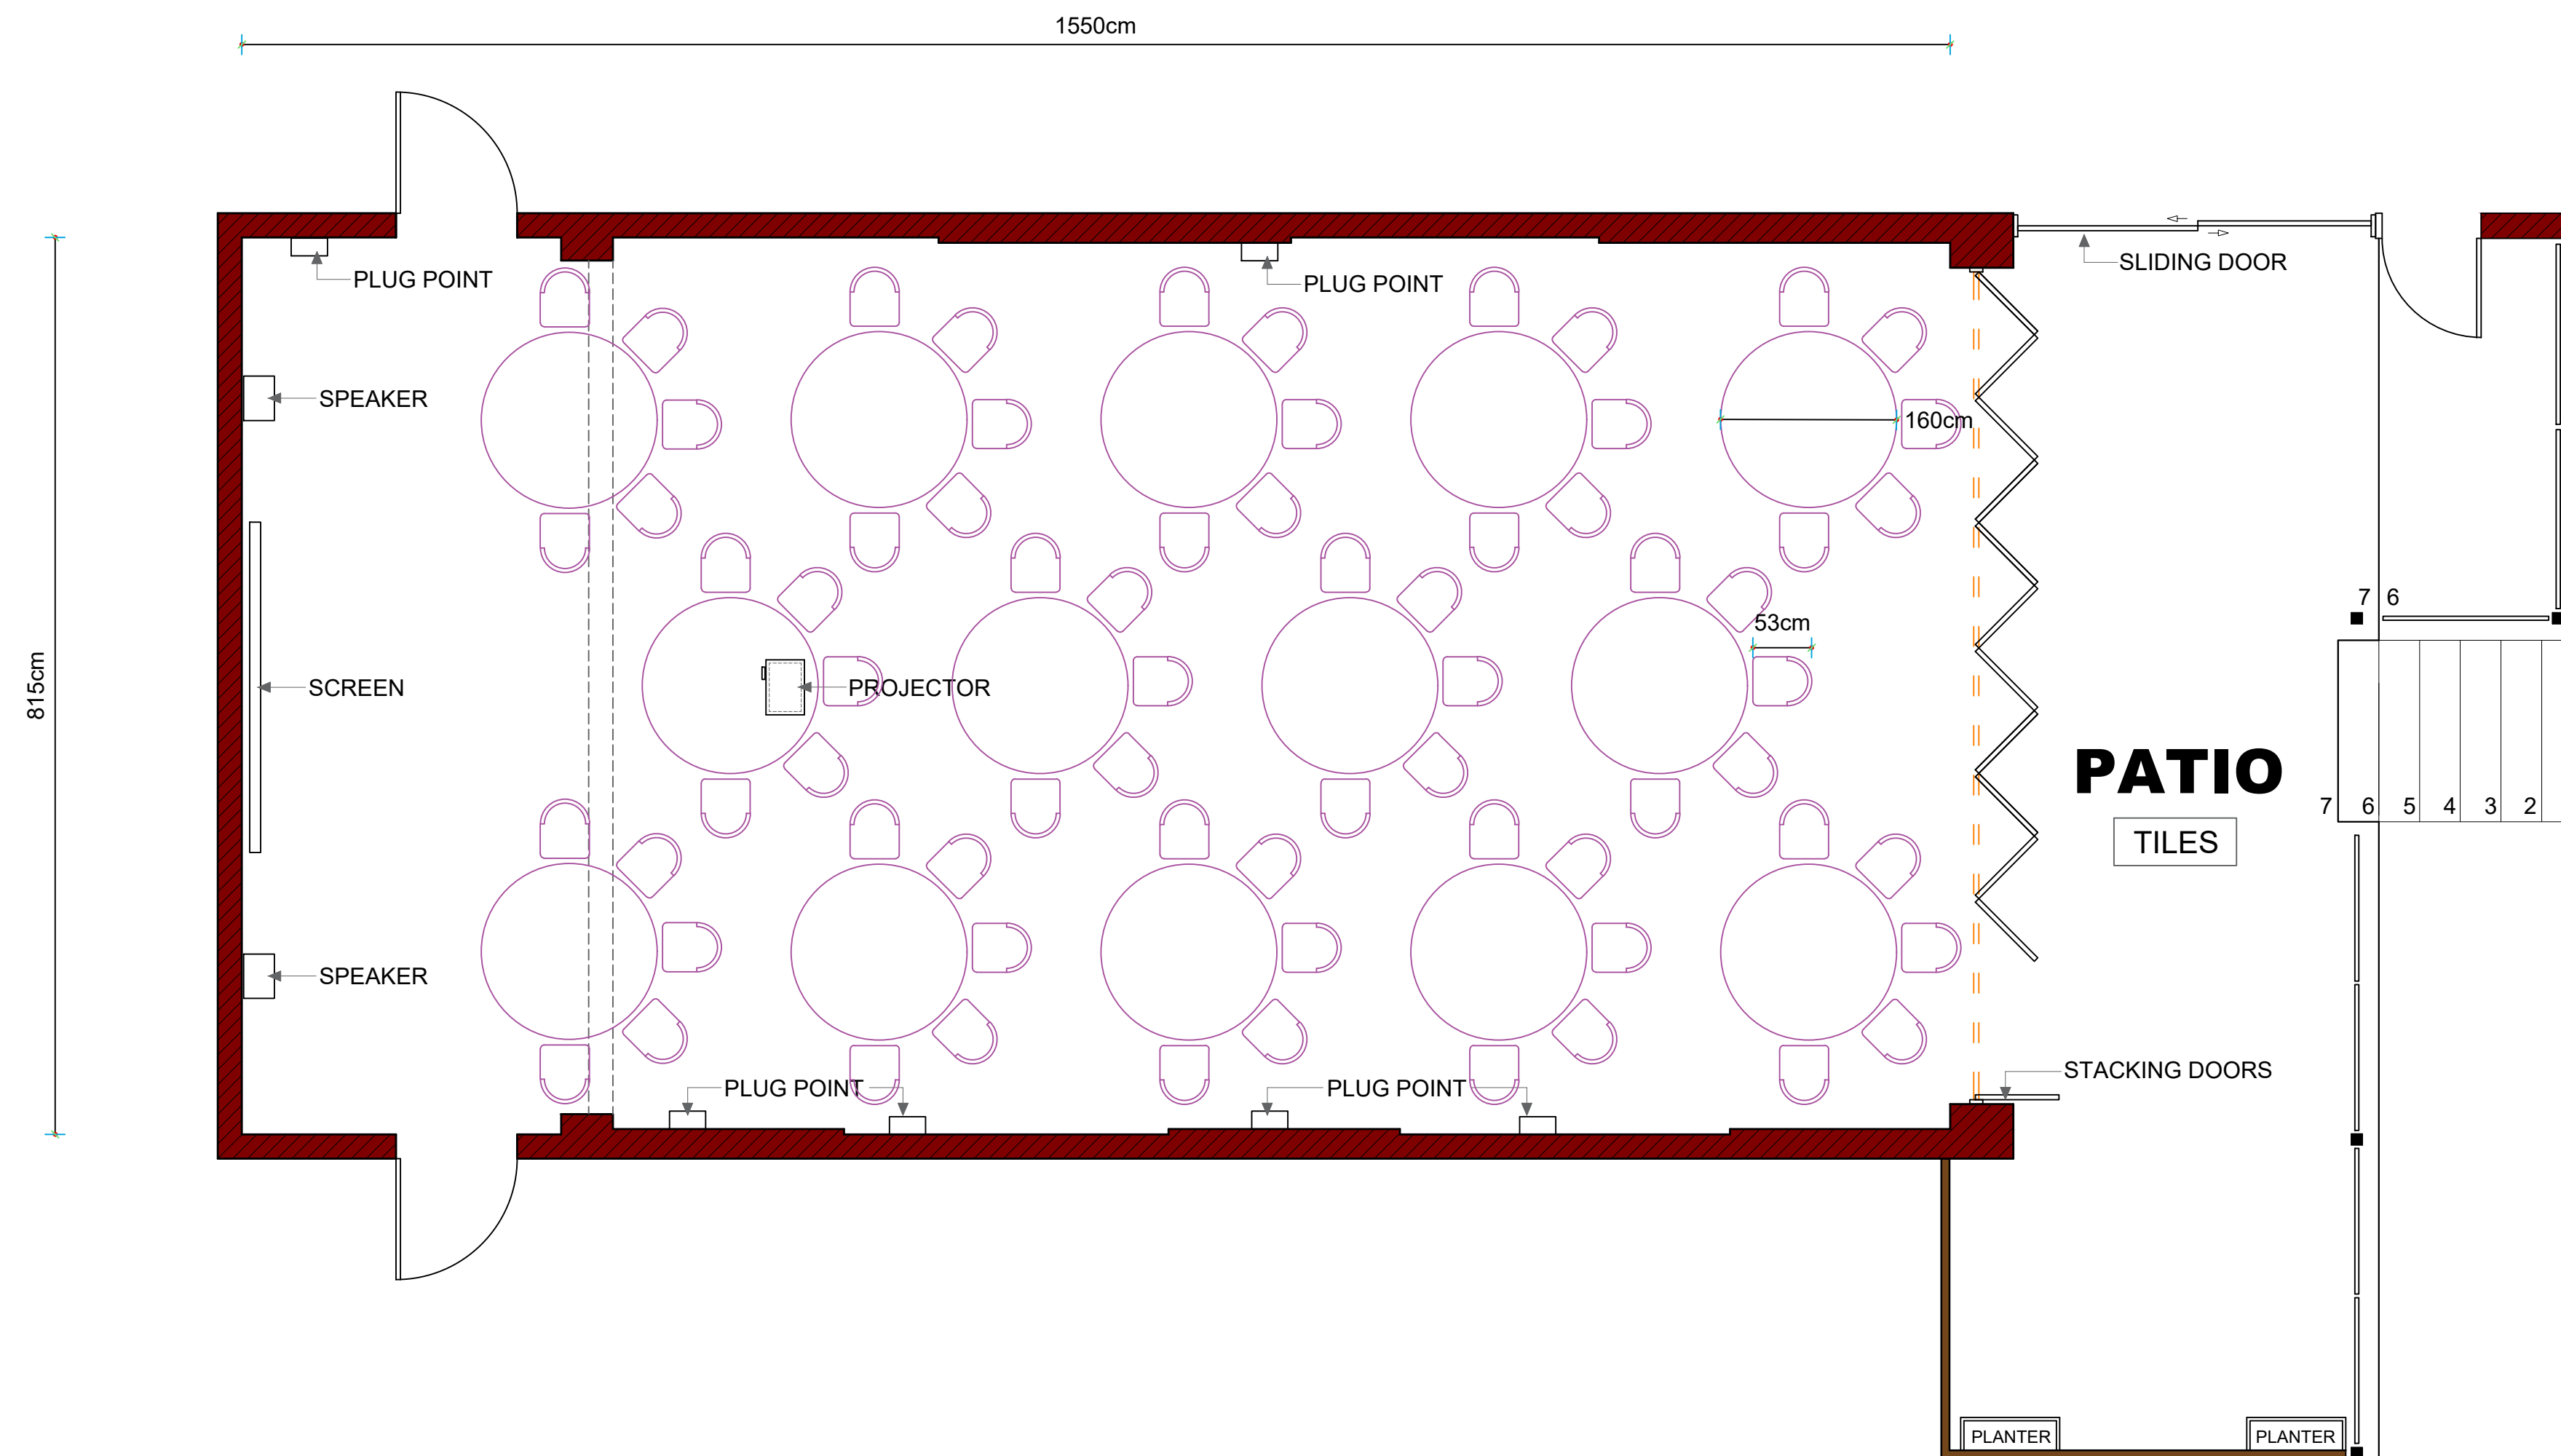 1550cm
SLIDING DOOR
PLUG POINT
PLUG POINT
SPEAKER
160cm
7 6
53cm
815cm
SCREEN
PROJECTOR
PATIO
7 6 5 4 3 2
TILES
SPEAKER
STACKING DOORS
PLUG POINT
PLUG POINT
PLANTER
PLANTER